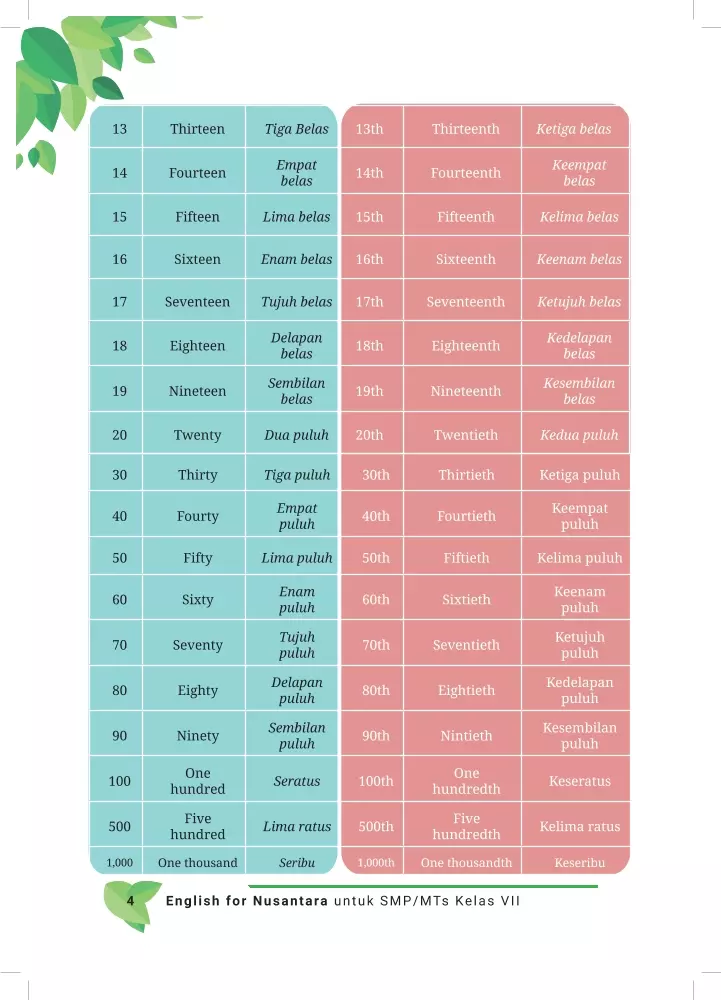 13 Thirteen Tiga Belas 13th Thirteenth Ketiga belas
14 Fourteen Empat belas 14th Fourteenth Keempat belas
15 Fifteen Lima belas 15th Fifteenth Kelima belas
16 Sixteen Enam belas 16th Sixteenth Keenam belas
17 Seventeen Tujuh belas 17th Seventeenth Ketujuh belas
18 Eighteen Delapan belas 18th Eighteenth Kedelapan belas
19 Nineteen Sembilan belas 19th Nineteenth Kesembilan belas
20 Twenty Dua puluh 20th Twentieth Kedua puluh
30 Thirty Tiga puluh 30th Thirtieth Ketiga puluh
40 Fourty Empat puluh 40th Fourtieth Keempat puluh
50 Fifty Lima puluh 50th Fiftieth Kelima puluh
60 Sixty Enam puluh 60th Sixtieth Keenam puluh
70 Seventy Tujuh puluh 70th Seventieth Ketujuh puluh
80 Eighty Delapan puluh 80th Eightieth Kedelapan puluh
90 Ninety Sembilan puluh 90th Nintieth Kesembilan puluh
100 One hundred Seratus 100th One hundredth Keseratus
500 Five hundred Lima ratus 500th Five hundredth Kelima ratus
1,000 One thousand Seribu 1,000th One thousandth Keseribu
4 English for Nusantara untuk SMP/MTs Kelas VII